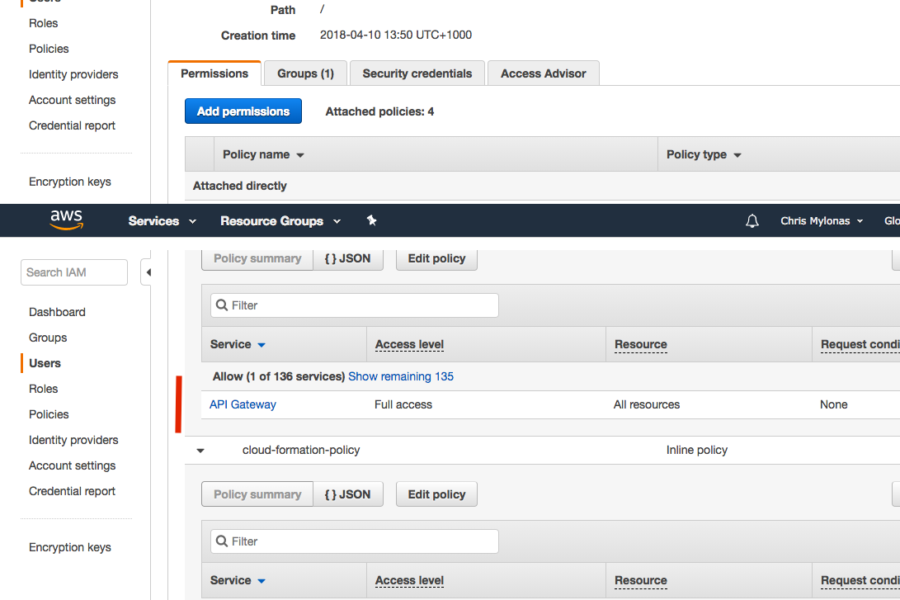 Path /
Roles
Creation time 2018-04-10 13:50 UTC+1000
Policies
Identity providers
Permissions Groups (1) Security credentials Access Advisor
Account settings
Add permissions Attached policies: 4
Credential report
Policy name Policy type
Encryption keys
Attached directly
aws Services Resource Groups Chris Mylonas Glo
Policy summary { } JSON Edit policy
Search IAM
Filter
Dashboard
Groups
Service Access level Resource Request condi
Users
Allow (1 of 136 services) Show remaining 135
Roles
API Gateway Full access All resources None
Policies
Identity providers
cloud-formation-policy Inline policy
Account settings
Credential report
Policy summary { } JSON Edit policy
Encryption keys
Filter
Service Access level Resource Request condi